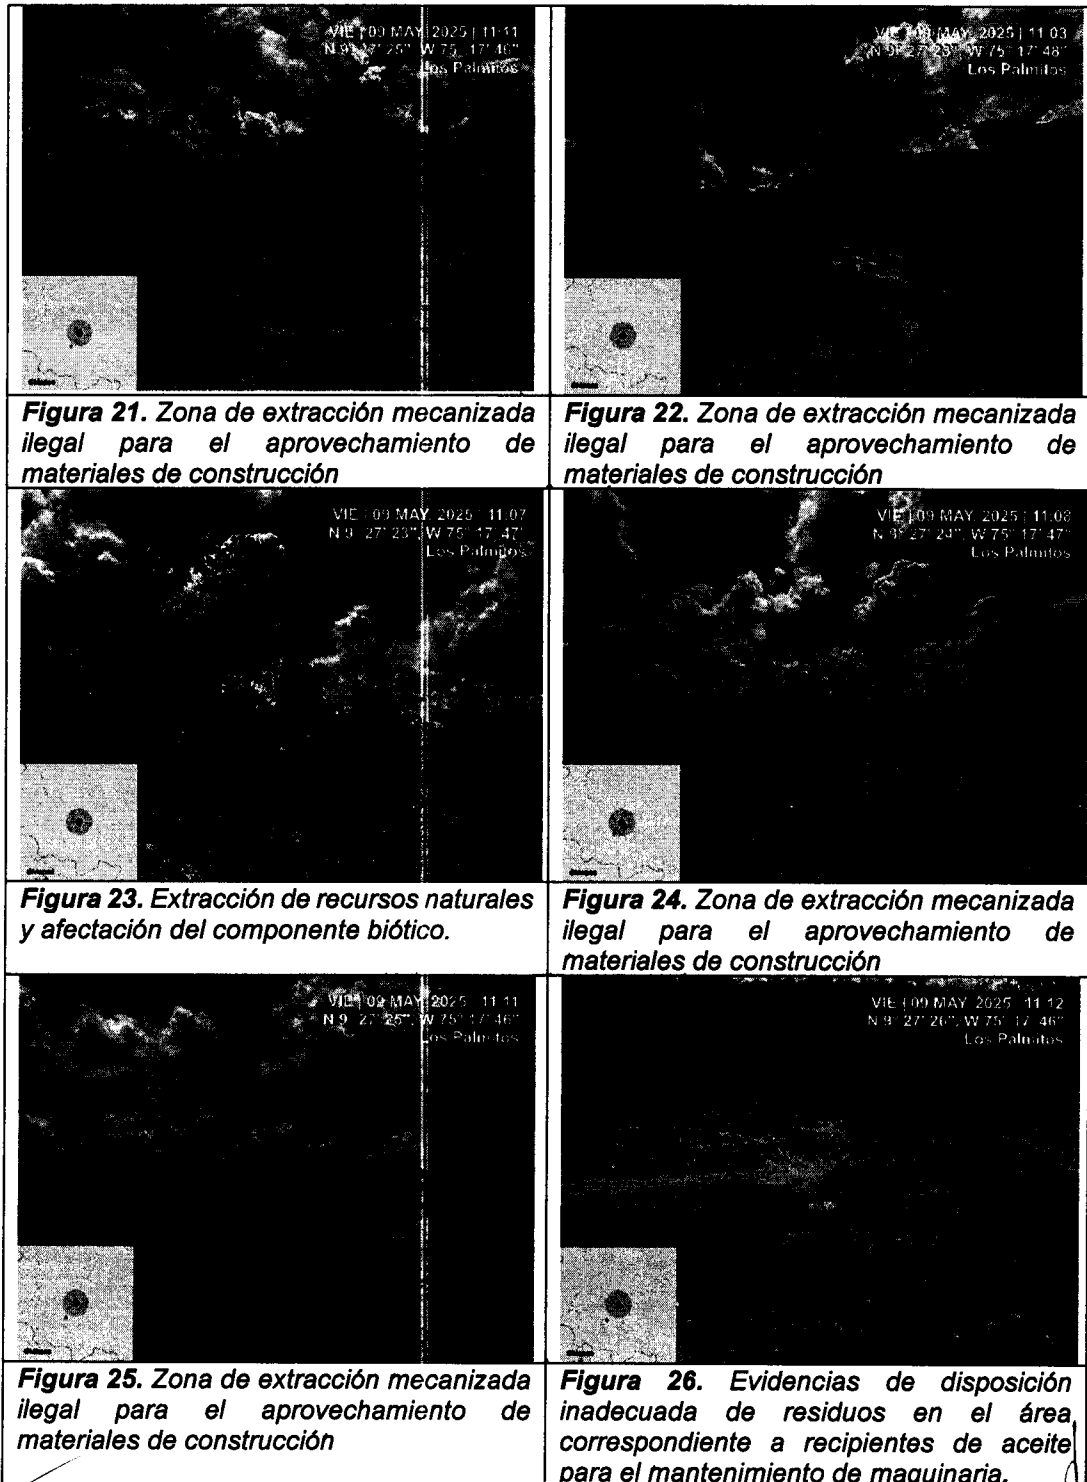 VIE | 09 MAY. 2025 | 11:11
N 9° 27' 25", W 75° 17' 46"
Los Palmitos
VIE | 09 MAY. 2025 | 11:03
N 9° 27' 23", W 75° 17' 48"
Los Palmitos
Figura 21. Zona de extracción mecanizada
ilegal para el aprovechamiento de
materiales de construcción
Figura 22. Zona de extracción mecanizada
ilegal para el aprovechamiento de
materiales de construcción
VIE | 09 MAY. 2025 | 11:07
N 9° 27' 23", W 75° 17' 47"
Los Palmitos
VIE | 09 MAY. 2025 | 11:08
N 9° 27' 24", W 75° 17' 47"
Los Palmitos
Figura 23. Extracción de recursos naturales
y afectación del componente biótico.
Figura 24. Zona de extracción mecanizada
ilegal para el aprovechamiento de
materiales de construcción
VIE | 09 MAY. 2025 | 11:11
N 9° 27' 25", W 75° 17' 46"
Los Palmitos
VIE | 09 MAY. 2025 | 11:12
N 9° 27' 26", W 75° 17' 46"
Los Palmitos
Figura 25. Zona de extracción mecanizada
ilegal para el aprovechamiento de
materiales de construcción
Figura 26. Evidencias de disposición
inadecuada de residuos en el área
correspondiente a recipientes de aceite
para el mantenimiento de maquinaria.